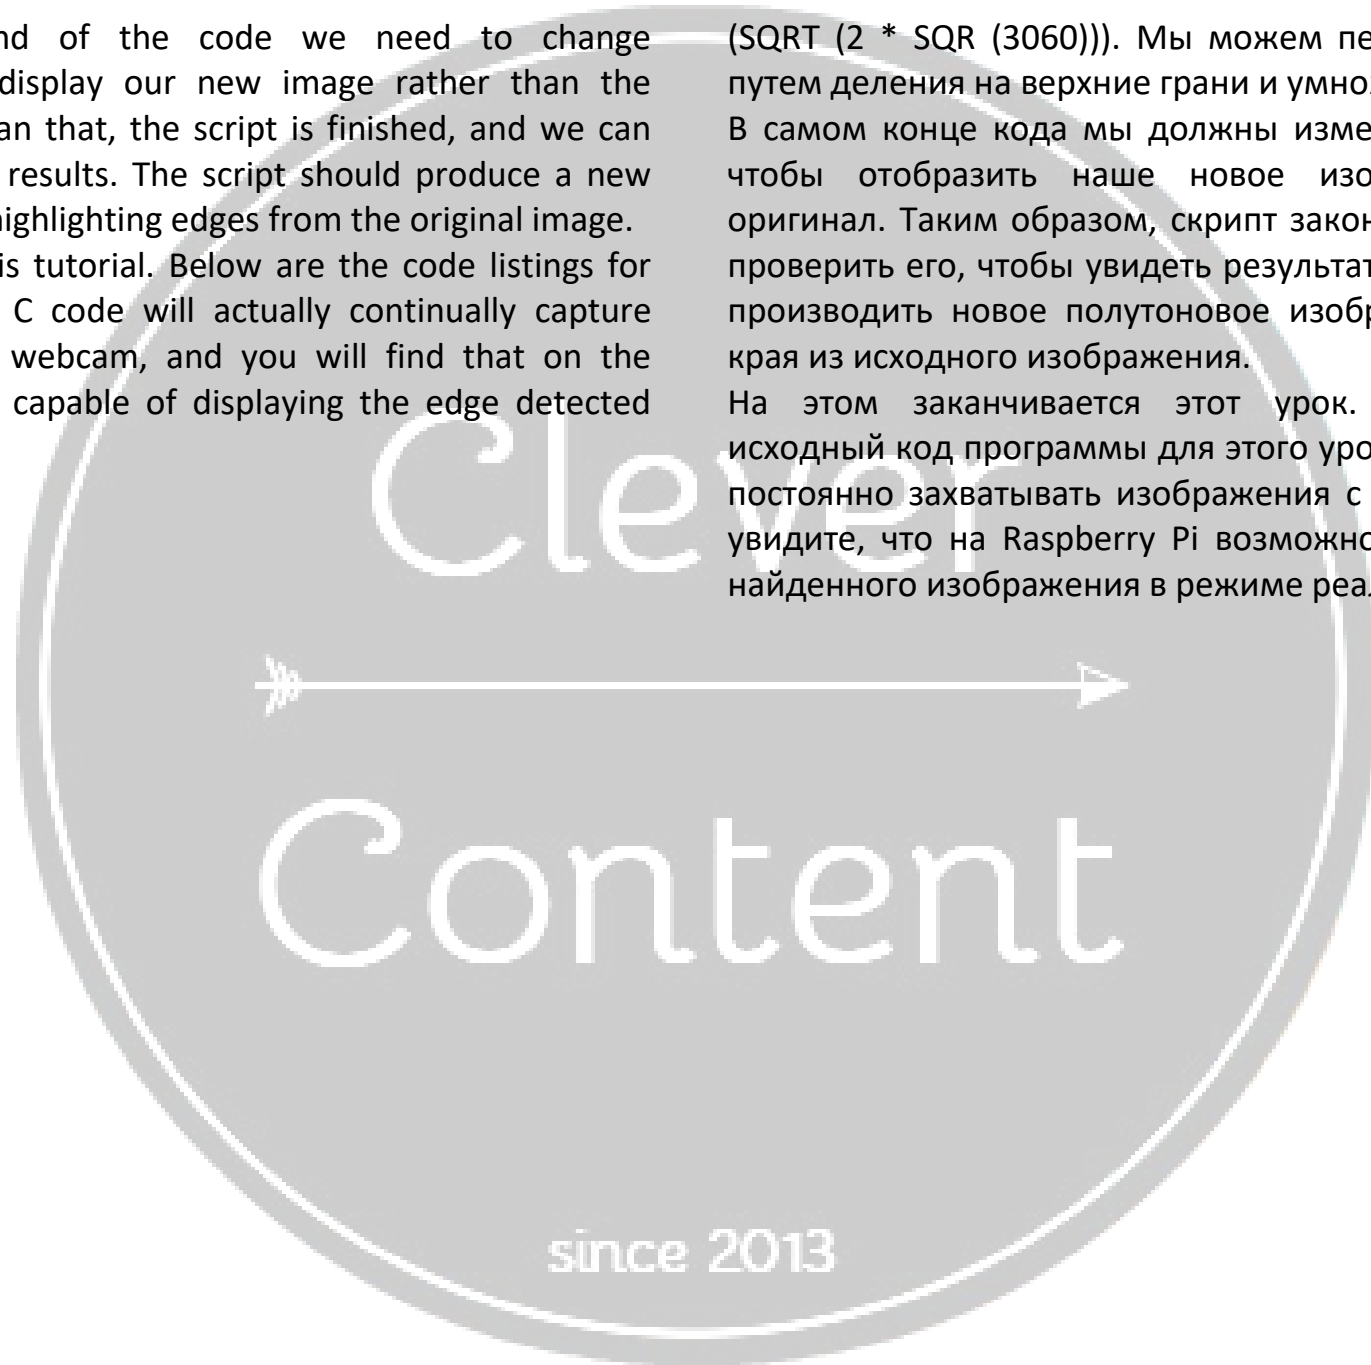 nd of the code we need to change
display our new image rather than the
an that, the script is finished, and we can
results. The script should produce a new
highlighting edges from the original image.
is tutorial. Below are the code listings for
C code will actually continually capture
webcam, and you will find that on the
capable of displaying the edge detected
(SQRT (2 * SQR (3060))). Мы можем пе
путем деления на верхние грани и умно
В самом конце кода мы должны изме
чтобы отобразить наше новое изо
оригинал. Таким образом, скрипт закон
проверить его, чтобы увидеть результат
производить новое полутоновое изобр
края из исходного изображения.
На этом заканчивается этот урок.
исходный код программы для этого уро
постоянно захватывать изображения с
увидите, что на Raspberry Pi возможно
найденного изображения в режиме реал
Clever
Content
since 2013